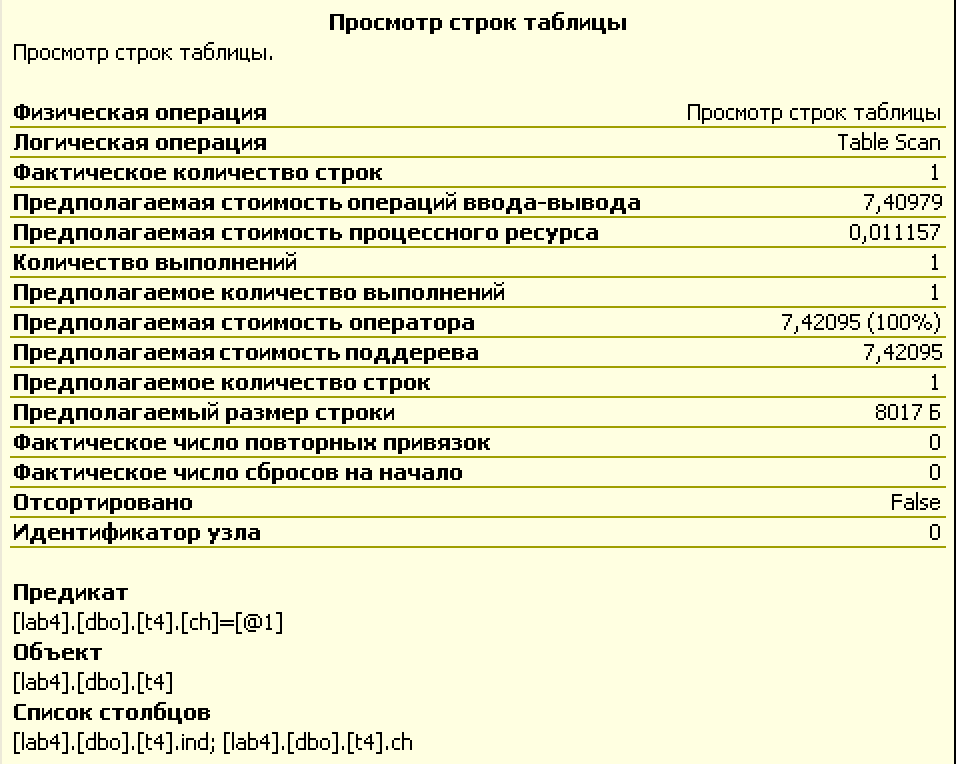 Просмотр строк таблицы
Просмотр строк таблицы.
Физическая операция Просмотр строк таблицы
Логическая операция Table Scan
Фактическое количество строк 1
Предполагаемая стоимость операций ввода-вывода 7,40979
Предполагаемая стоимость процессного ресурса 0,011157
Количество выполнений 1
Предполагаемое количество выполнений 1
Предполагаемая стоимость оператора 7,42095 (100%)
Предполагаемая стоимость поддерева 7,42095
Предполагаемое количество строк 1
Предполагаемый размер строки 8017 Б
Фактическое число повторных привязок 0
Фактическое число сбросов на начало 0
Отсортировано False
Идентификатор узла 0
Предикат
[lab4].[dbo].[t4].[ch]=[@1]
Объект
[lab4].[dbo].[t4]
Список столбцов
[lab4].[dbo].[t4].ind; [lab4].[dbo].[t4].ch